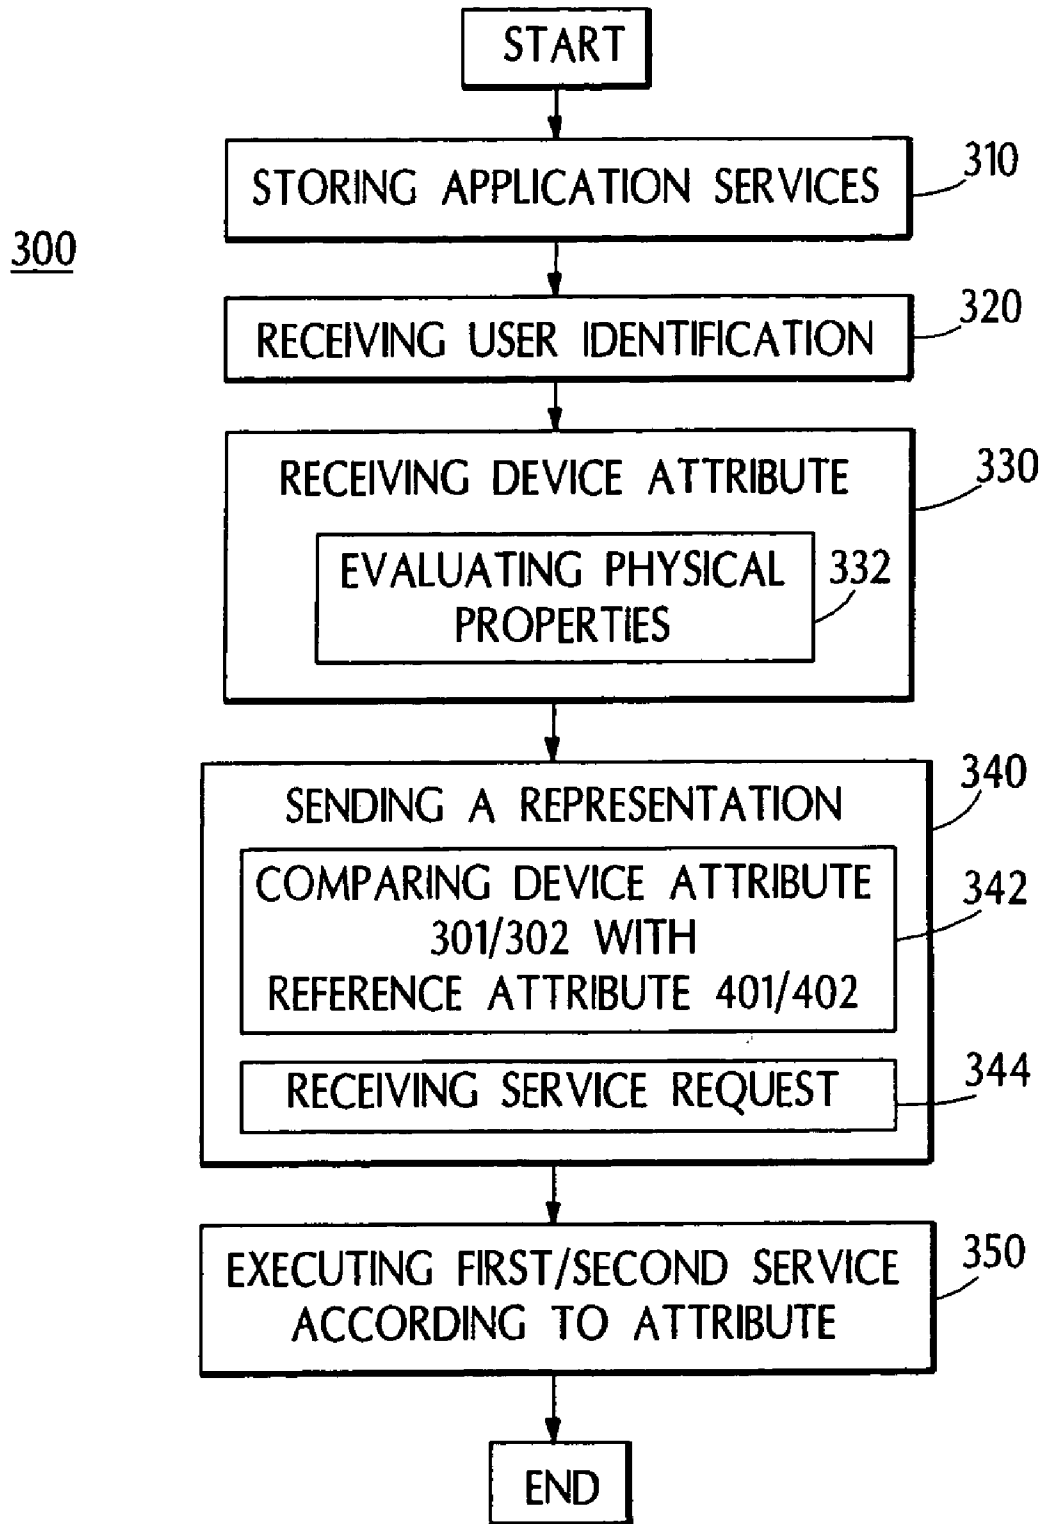 START
STORING APPLICATION SERVICES
310
300
RECEIVING USER IDENTIFICATION
320
RECEIVING DEVICE ATTRIBUTE
330
EVALUATING PHYSICAL
PROPERTIES
332
SENDING A REPRESENTATION
340
COMPARING DEVICE ATTRIBUTE
301/302 WITH
REFERENCE ATTRIBUTE 401/402
342
RECEIVING SERVICE REQUEST
344
EXECUTING FIRST/SECOND SERVICE
ACCORDING TO ATTRIBUTE
350
END